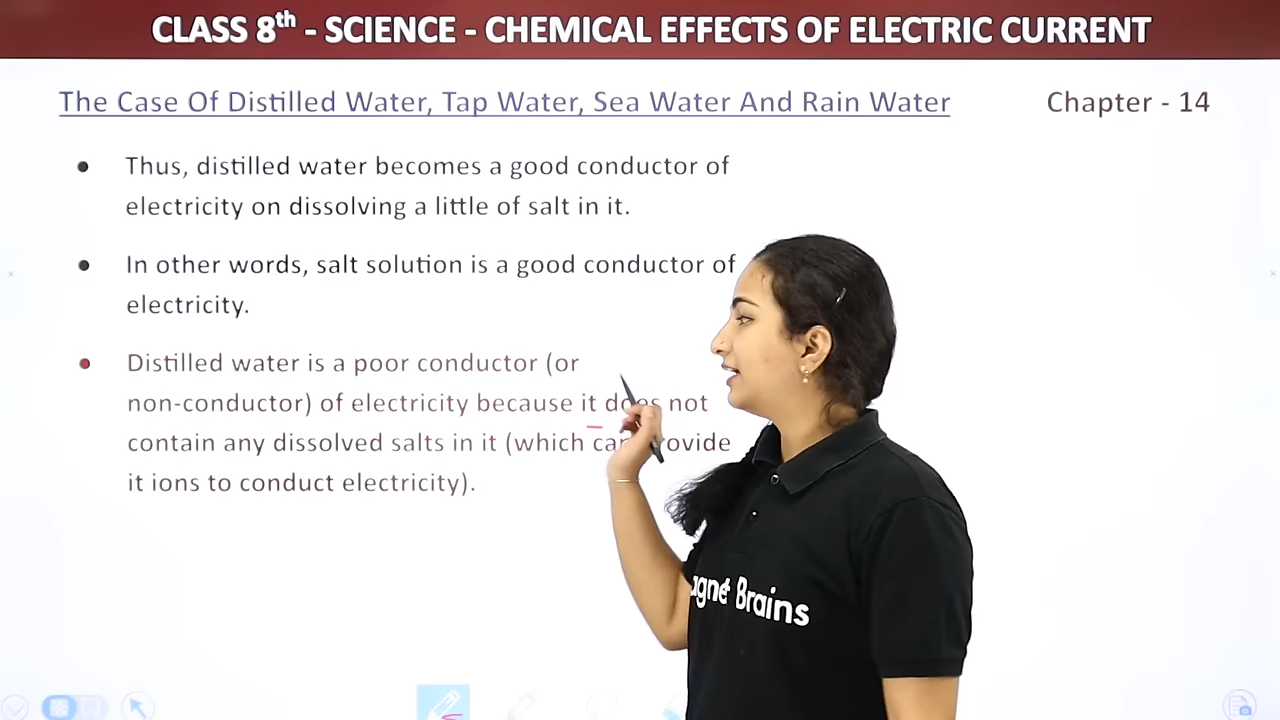 CLASS 8th - SCIENCE - CHEMICAL EFFECTS OF ELECTRIC CURRENT
The Case Of Distilled Water, Tap Water, Sea Water And Rain Water
Chapter - 14
• Thus, distilled water becomes a good conductor of
electricity on dissolving a little of salt in it.
• In other words, salt solution is a good conductor of
electricity.
• Distilled water is a poor conductor (or
non-conductor) of electricity because it does not
contain any dissolved salts in it (which can provide
it ions to conduct electricity).
agnet Brains